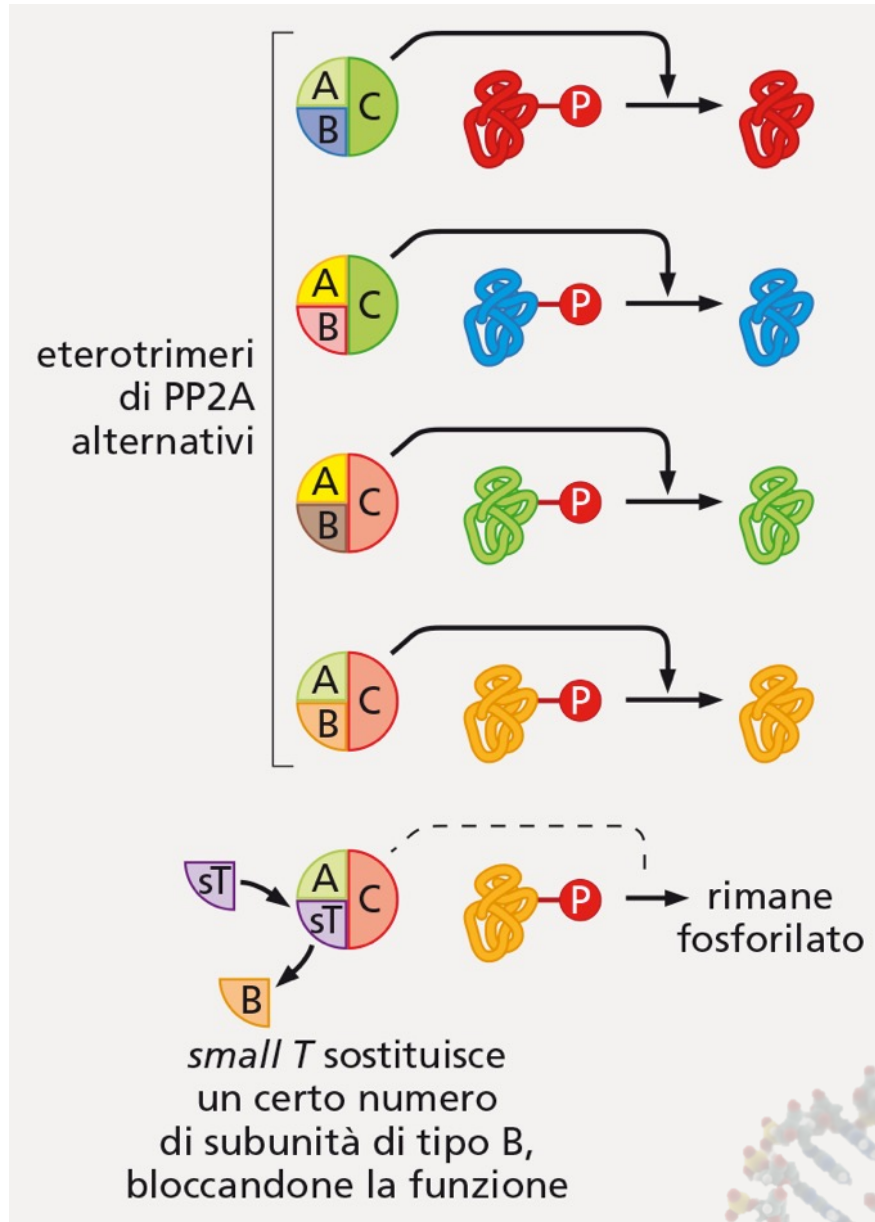 A
B
C
P
eterotrimeri
di PP2A
alternativi
A
B
C
P
A
B
C
P
A
B
C
P
sT
A
sT
C
P
rimane
fosforilato
B
small T sostituisce
un certo numero
di subunità di tipo B,
bloccandone la funzione